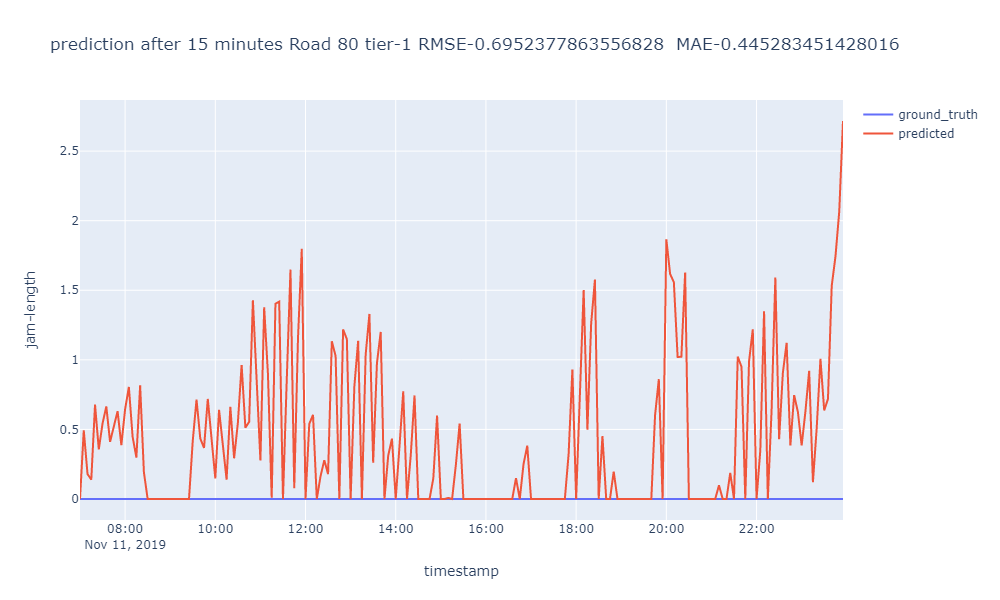 prediction after 15 minutes Road 80 tier-1 RMSE-0.6952377863556828  MAE-0.445283451428016
ground_truth
predicted
2.5
2
1.5
1
0.5
0
jam-length
08:00 10:00 12:00 14:00 16:00 18:00 20:00 22:00
Nov 11, 2019
timestamp